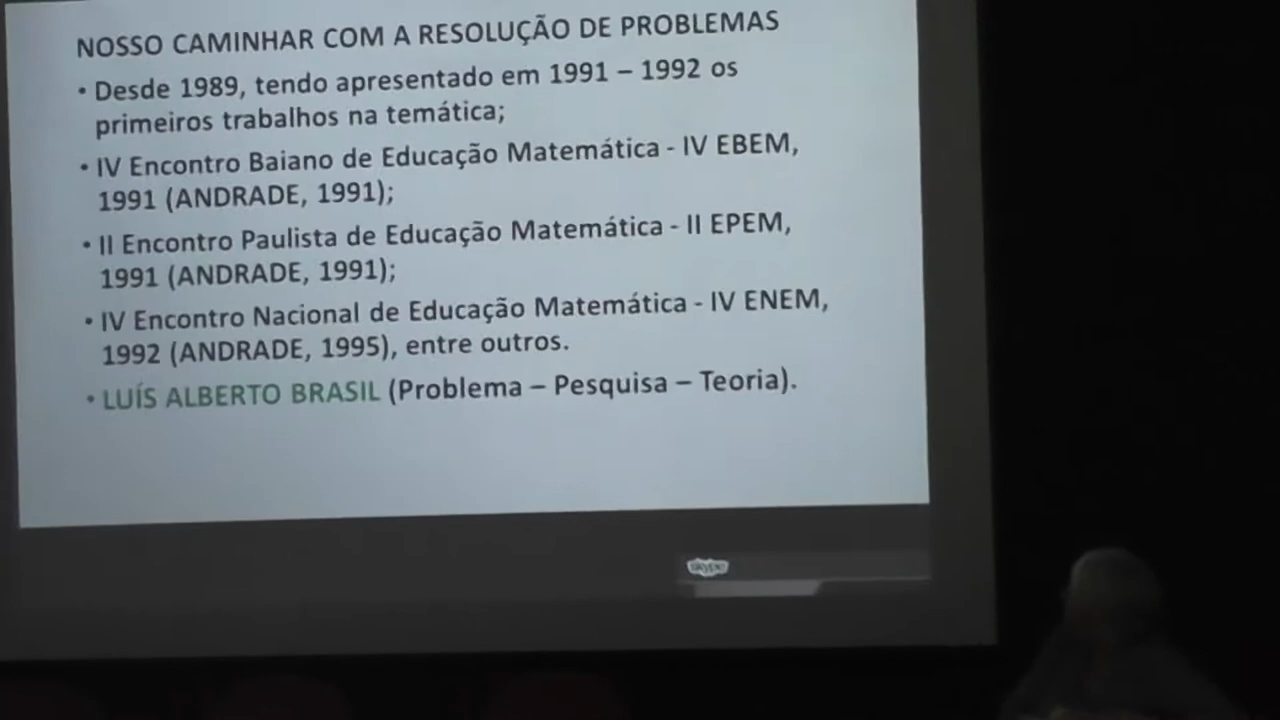 NOSSO CAMINHAR COM A RESOLUÇÃO DE PROBLEMAS
• Desde 1989, tendo apresentado em 1991 – 1992 os
primeiros trabalhos na temática;
• IV Encontro Baiano de Educação Matemática - IV EBEM,
1991 (ANDRADE, 1991);
• II Encontro Paulista de Educação Matemática - II EPEM,
1991 (ANDRADE, 1991);
• IV Encontro Nacional de Educação Matemática - IV ENEM,
1992 (ANDRADE, 1995), entre outros.
• LUÍS ALBERTO BRASIL (Problema – Pesquisa – Teoria).